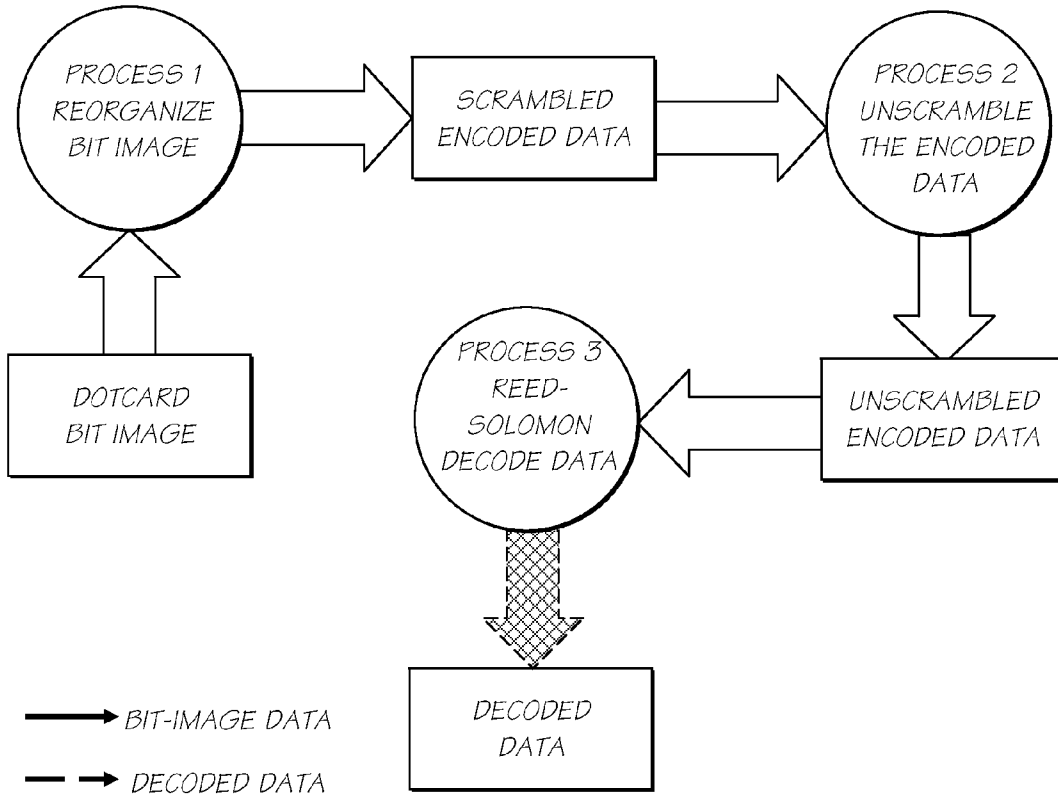 PROCESS 1
REORGANIZE
BIT IMAGE
SCRAMBLED
ENCODED DATA
PROCESS 2
UNSCRAMBLE
THE ENCODED
DATA
DOTCARD
BIT IMAGE
PROCESS 3
REED-
SOLOMON
DECODE DATA
UNSCRAMBLED
ENCODED DATA
DECODED
DATA
BIT-IMAGE DATA
DECODED DATA